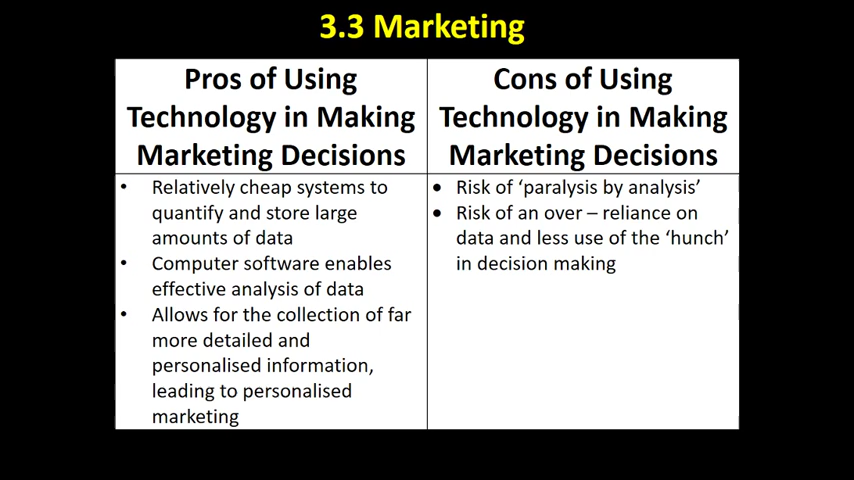 3.3 Marketing
Pros of Using
Technology in Making
Marketing Decisions
Cons of Using
Technology in Making
Marketing Decisions
• Relatively cheap systems to
quantify and store large
amounts of data
• Computer software enables
effective analysis of data
• Allows for the collection of far
more detailed and
personalised information,
leading to personalised
marketing
• Risk of ‘paralysis by analysis’
• Risk of an over – reliance on
data and less use of the ‘hunch’
in decision making